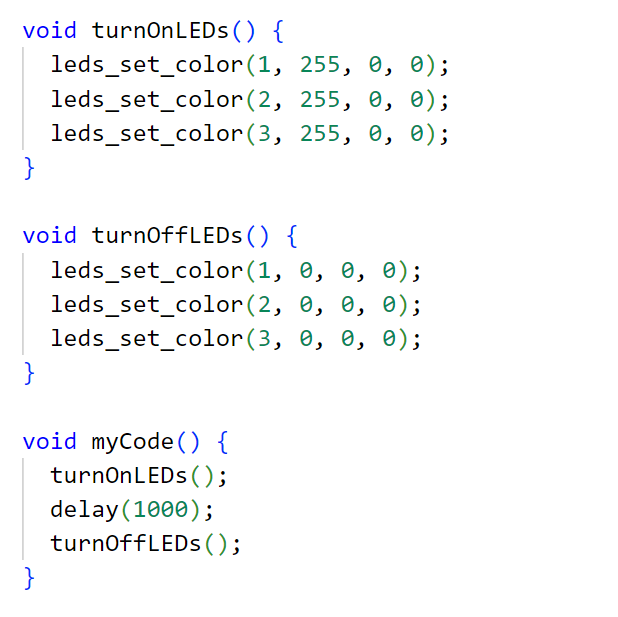 void turnOnLEDs() {
  leds_set_color(1, 255, 0, 0);
  leds_set_color(2, 255, 0, 0);
  leds_set_color(3, 255, 0, 0);
}
void turnOffLEDs() {
  leds_set_color(1, 0, 0, 0);
  leds_set_color(2, 0, 0, 0);
  leds_set_color(3, 0, 0, 0);
}
void myCode() {
  turnOnLEDs();
  delay(1000);
  turnOffLEDs();
}